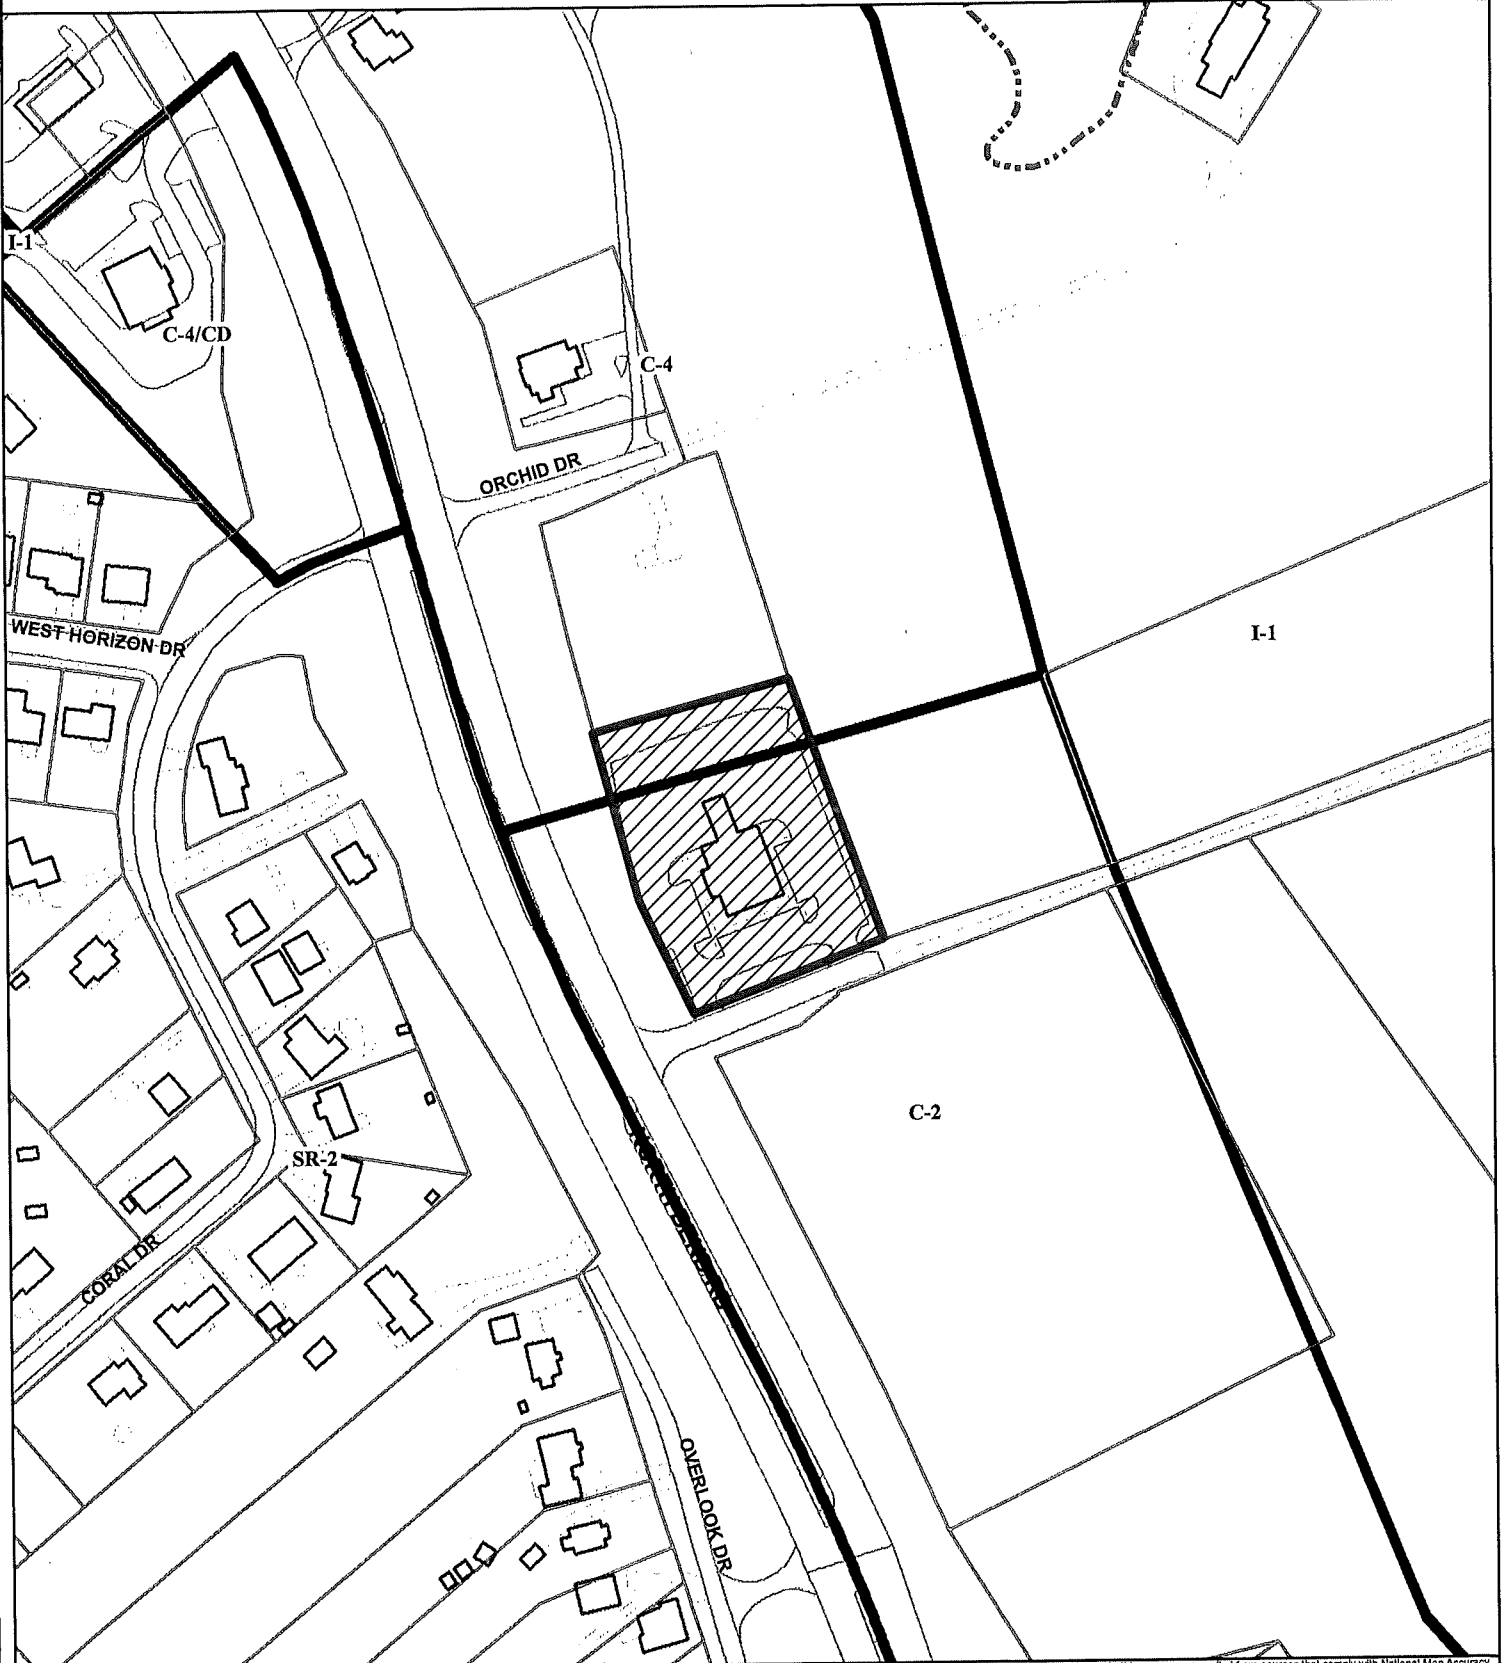 I-1
C-4/CD
C-4
ORCHID DR
WEST HORIZON DR
I-1
C-2
SR-2
CORAL DR
OVERLOOK DR